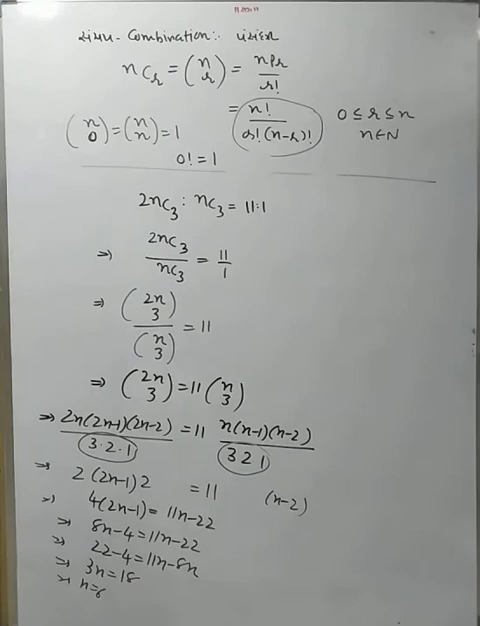 સંચય - Combination:-
nCr = (n r) = nPr / r!
= n! / r!(n-r)!   0 ≤ r ≤ n
n∈N
(n 0) = (n n) = 1
0! = 1
2nC3 : nC3 = 11:1
⇒ 2nC3 / nC3 = 11/1
⇒ (2n 3) / (n 3) = 11
⇒ (2n 3) = 11 (n 3)
⇒ 2n(2n-1)(2n-2) / 3·2·1 = 11 n(n-1)(n-2) / 3 2 1
⇒ 2(2n-1)2 = 11 (n-2)
⇒ 4(2n-1) = 11n-22
⇒ 8n-4 = 11n-22
⇒ 22-4 = 11n-8n
⇒ 3n = 18
⇒ n=6